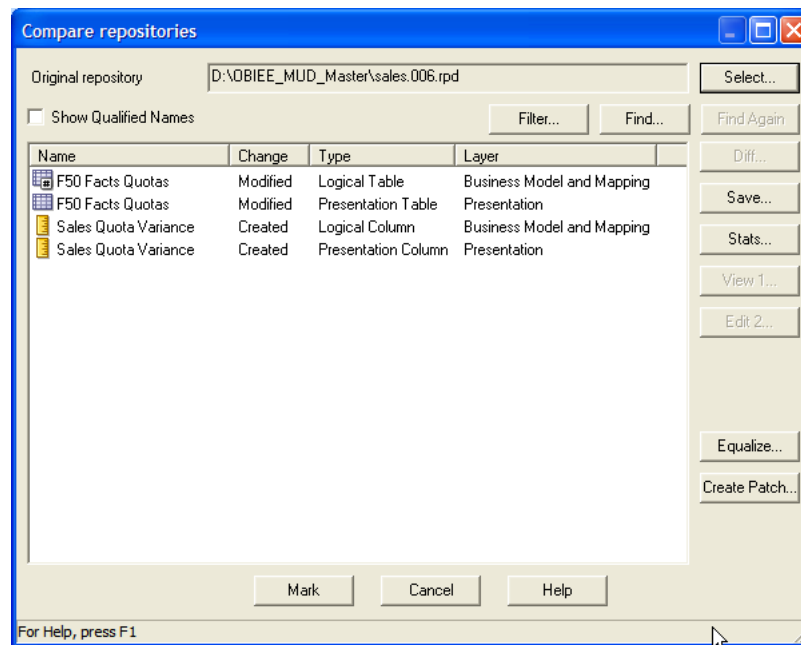 Compare repositories
Original repository D:\OBIEE_MUD_Master\sales.006.rpd Select...
Show Qualified Names Filter... Find... Find Again
Name Change Type Layer Diff...
F50 Facts Quotas Modified Logical Table Business Model and Mapping
F50 Facts Quotas Modified Presentation Table Presentation Save...
Sales Quota Variance Created Logical Column Business Model and Mapping
Sales Quota Variance Created Presentation Column Presentation Stats...
View 1...
Edit 2...
Equalize...
Create Patch...
Mark Cancel Help
For Help, press F1